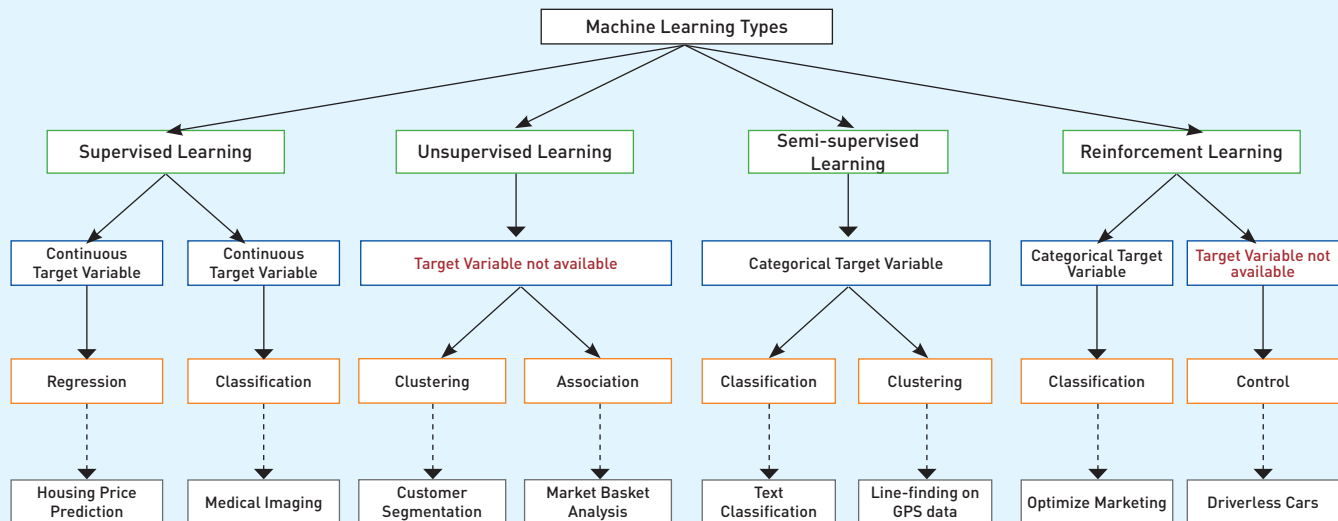 Machine Learning Types
Supervised Learning
Unsupervised Learning
Semi-supervised
Learning
Reinforcement Learning
Continuous
Target Variable
Continuous
Target Variable
Target Variable not available
Categorical Target Variable
Categorical Target
Variable
Target Variable not
available
Regression
Classification
Clustering
Association
Classification
Clustering
Classification
Control
Housing Price
Prediction
Medical Imaging
Customer
Segmentation
Market Basket
Analysis
Text
Classification
Line-finding on
GPS data
Optimize Marketing
Driverless Cars